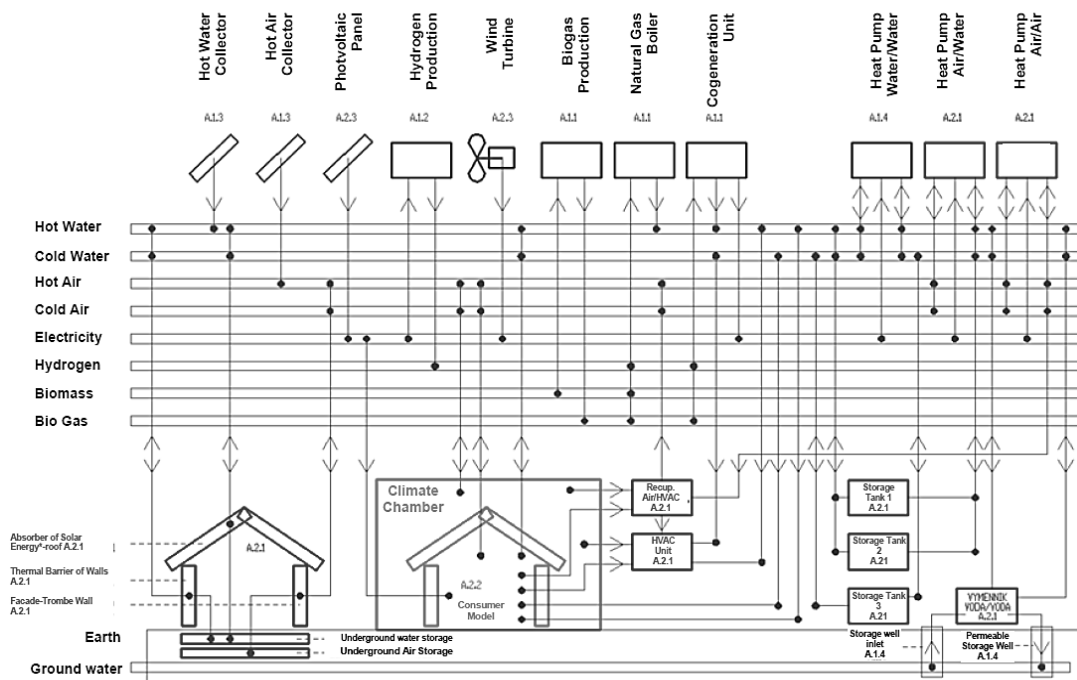 Hot Water
Collector
Hot Air
Collector
Photvoltaic
Panel
Hydrogen
Production
Wind
Turbine
Biogas
Production
Natural Gas
Boiler
Cogeneration
Unit
Heat Pump
Water/Water
Heat Pump
Air/Water
Heat Pump
Air/Air
A.1.3
A.1.3
A.2.3
A.1.2
A.2.3
A.1.1
A.1.1
A.1.1
A.1.4
A.2.1
A.2.1
Hot Water
Cold Water
Hot Air
Cold Air
Electricity
Hydrogen
Biomass
Bio Gas
Climate
Chamber
Recup.
Air/HVAC
A.2.1
Storage
Tank 1
A.2.1
Absorber of Solar
Energy*-roof A.2.1
A.2.1
HVAC
Unit
A.2.1
Storage Tank
2
A.21
Thermal Barrier of Walls
A.2.1
A.2.2
Consumer
Model
Facade-Trombe Wall
A.2.1
Storage Tank
3
A.21
VYMENNIK
VODA/VODA
A.2.1
Earth
Underground water storage
Underground Air Storage
Storage well
inlet
A.1.4
Permeable
Storage Well
A.1.4
Ground water